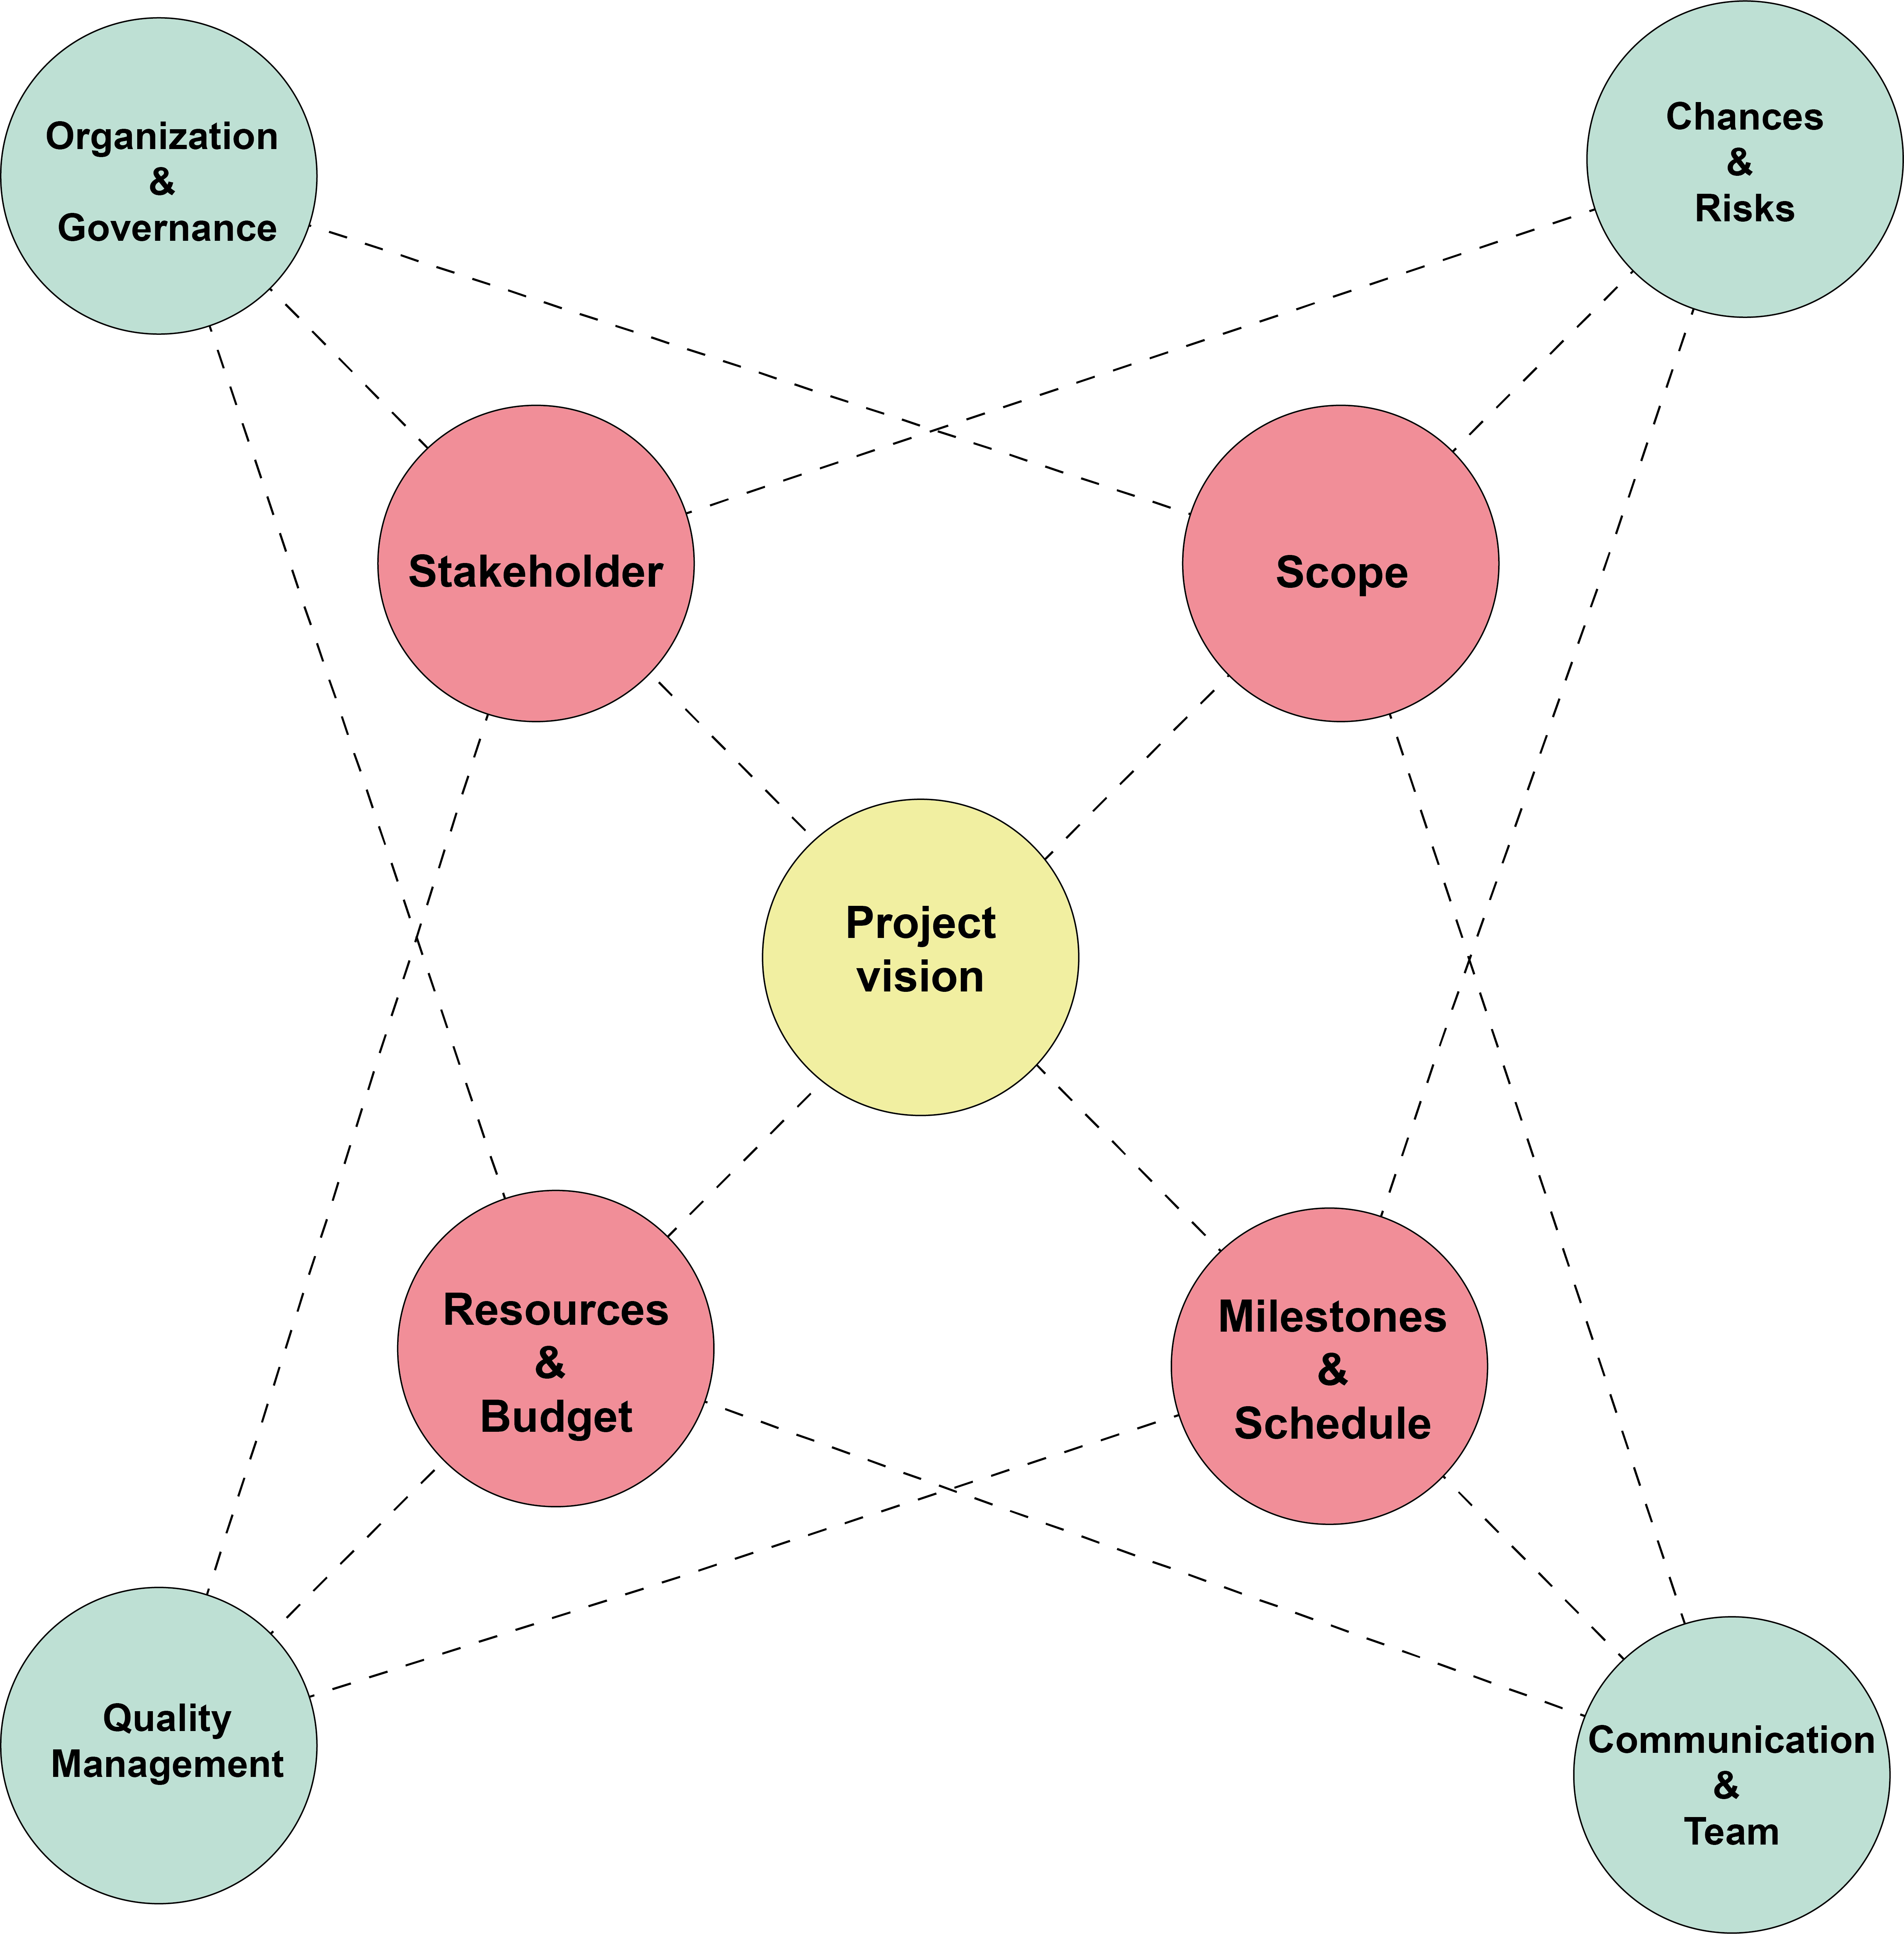 Organization
&
Governance
Chances
&
Risks
Stakeholder
Scope
Project
vision
Resources
&
Budget
Milestones
&
Schedule
Quality
Management
Communication
&
Team